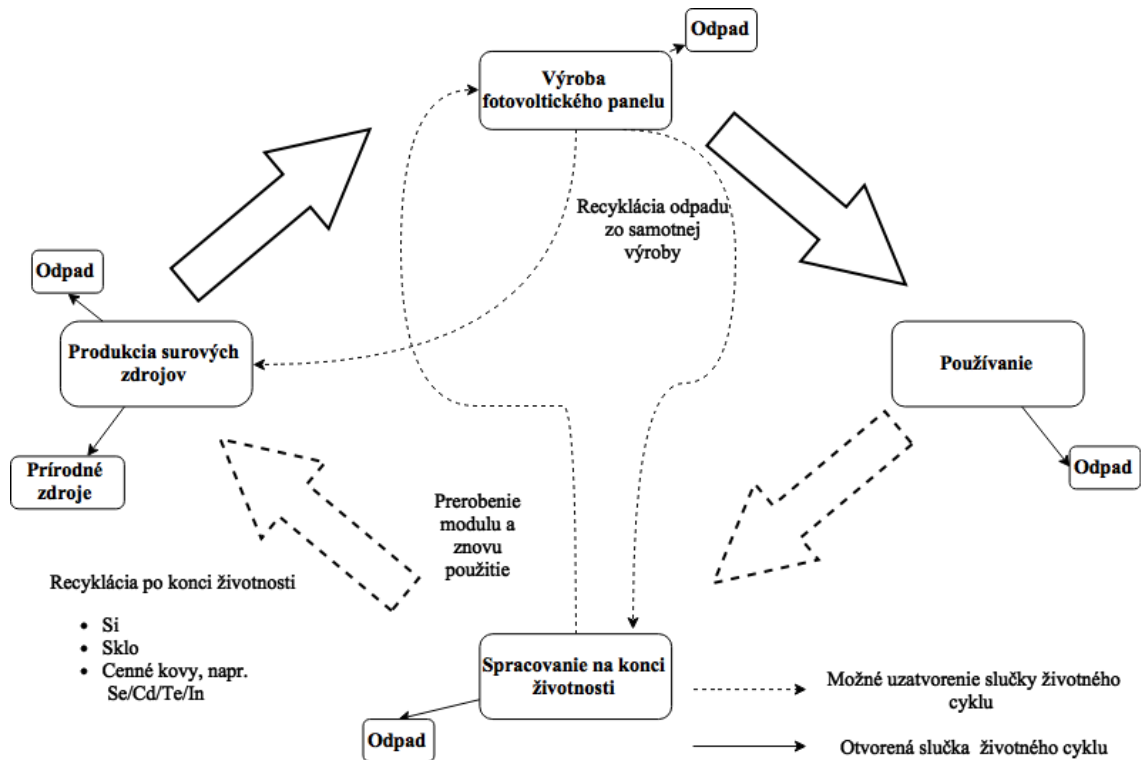 Odpad
Výroba
fotovoltického panelu
Recyklácia odpadu
zo samotnej
výroby
Odpad
Produkcia surových
zdrojov
Používanie
Prírodné
zdroje
Odpad
Prerobenie
modulu a
znovu
použitie
Recyklácia po konci životnosti
• Si
• Sklo
• Cenné kovy, napr.
Se/Cd/Te/In
Spracovanie na konci
životnosti
Odpad
Možné uzatvorenie slučky životného
cyklu
Otvorená slučka životného cyklu